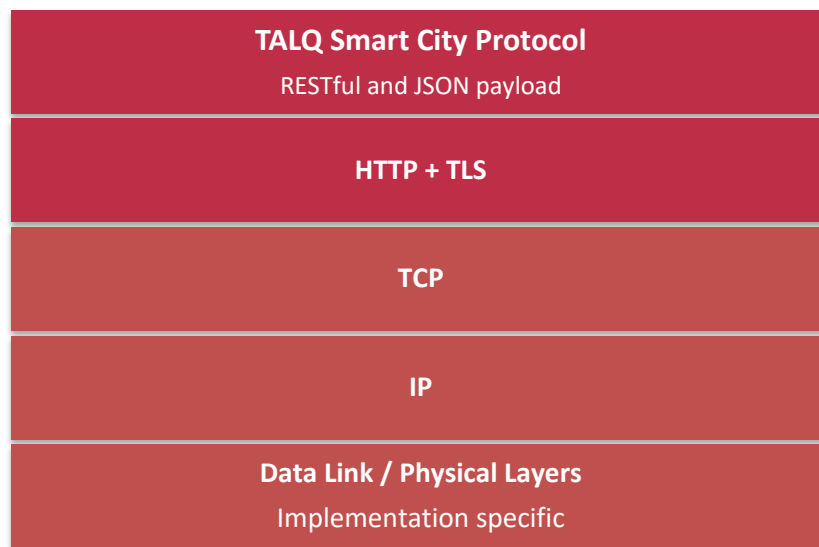 TALQ Smart City Protocol
RESTful and JSON payload
HTTP + TLS
TCP
IP
Data Link / Physical Layers
Implementation specific